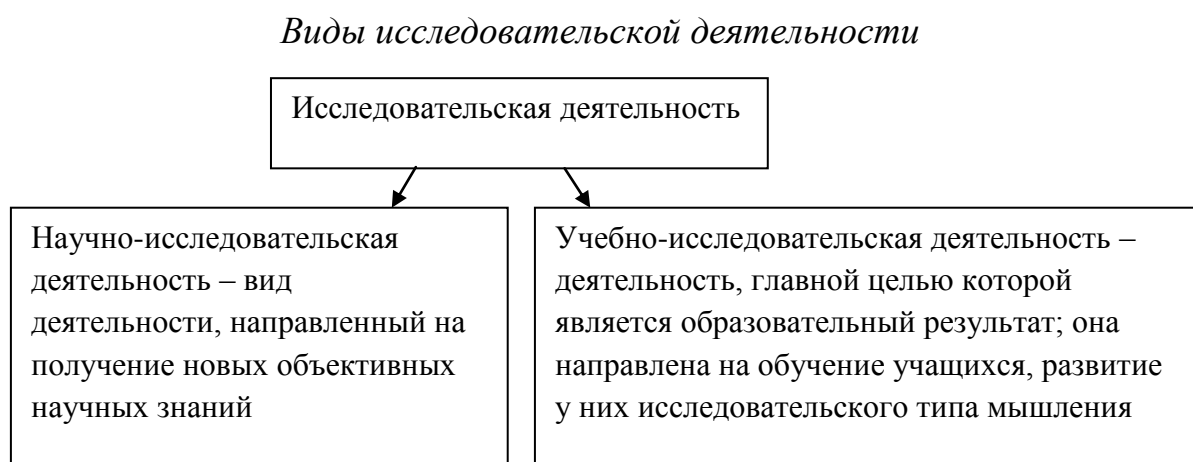 Виды исследовательской деятельности
Исследовательская деятельность
Научно-исследовательская
деятельность – вид
деятельности, направленный на
получение новых объективных
научных знаний
Учебно-исследовательская деятельность –
деятельность, главной целью которой
является образовательный результат; она
направлена на обучение учащихся, развитие
у них исследовательского типа мышления